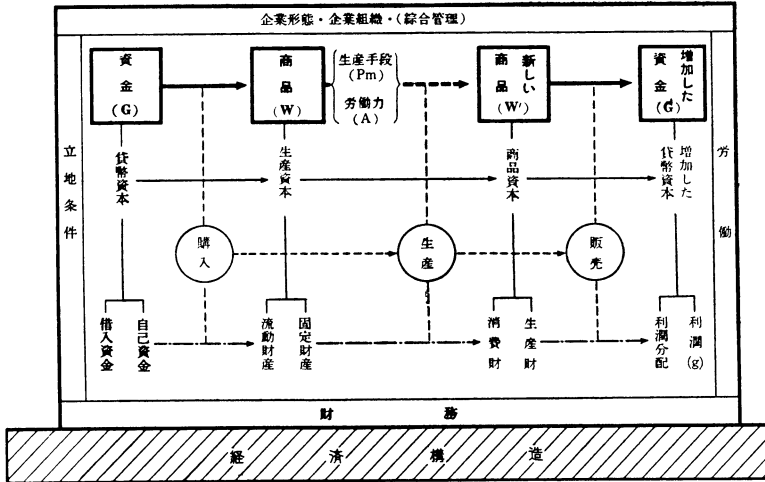 企業形態・企業組織・(綜合管理)
資金
(G)
商品
(W)
生産手段
(Pm)
労働力
(A)
新しい
商品
(W′)
増加した
資金
(G′)
立地条件
労働
貨幣資本
生産資本
商品資本
増加した
貨幣資本
購入
生産
販売
自己資金
借入資金
固定財産
流動財産
生産財
消費財
利潤(g)
利潤分配
財務
経済構造